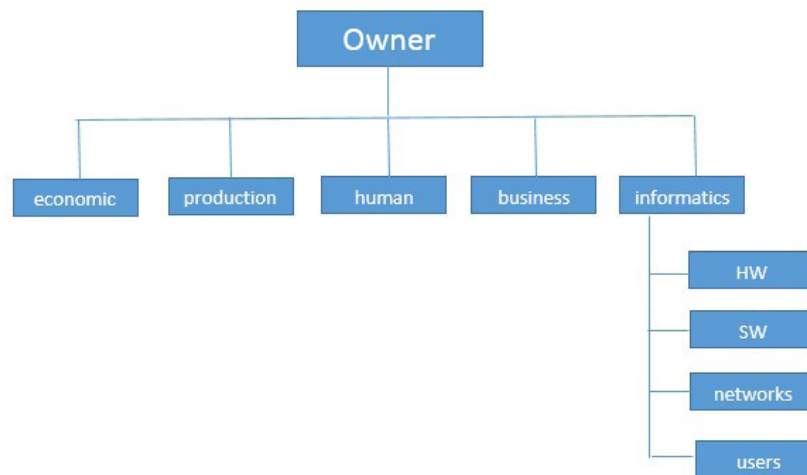 Owner
economic
production
human
business
informatics
HW
SW
networks
users